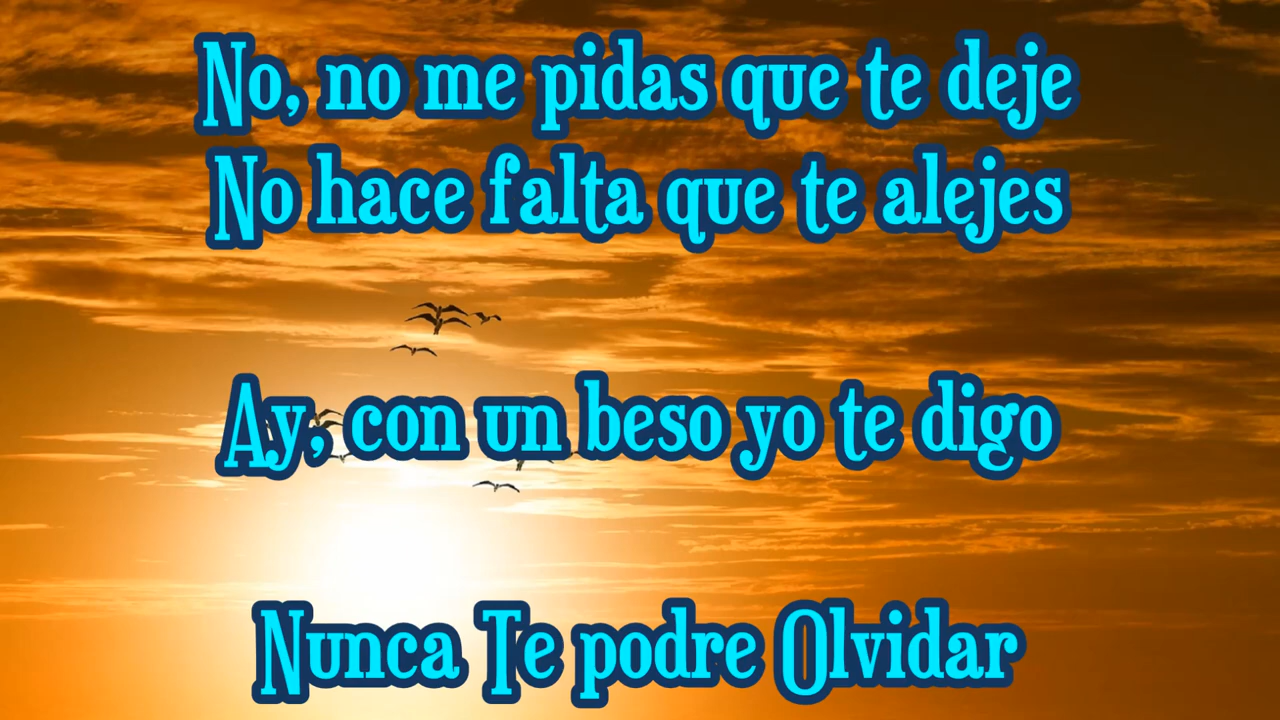 No, no me pidas que te deje
No hace falta que te alejes
Ay, con un beso yo te digo
Nunca Te podre Olvidar